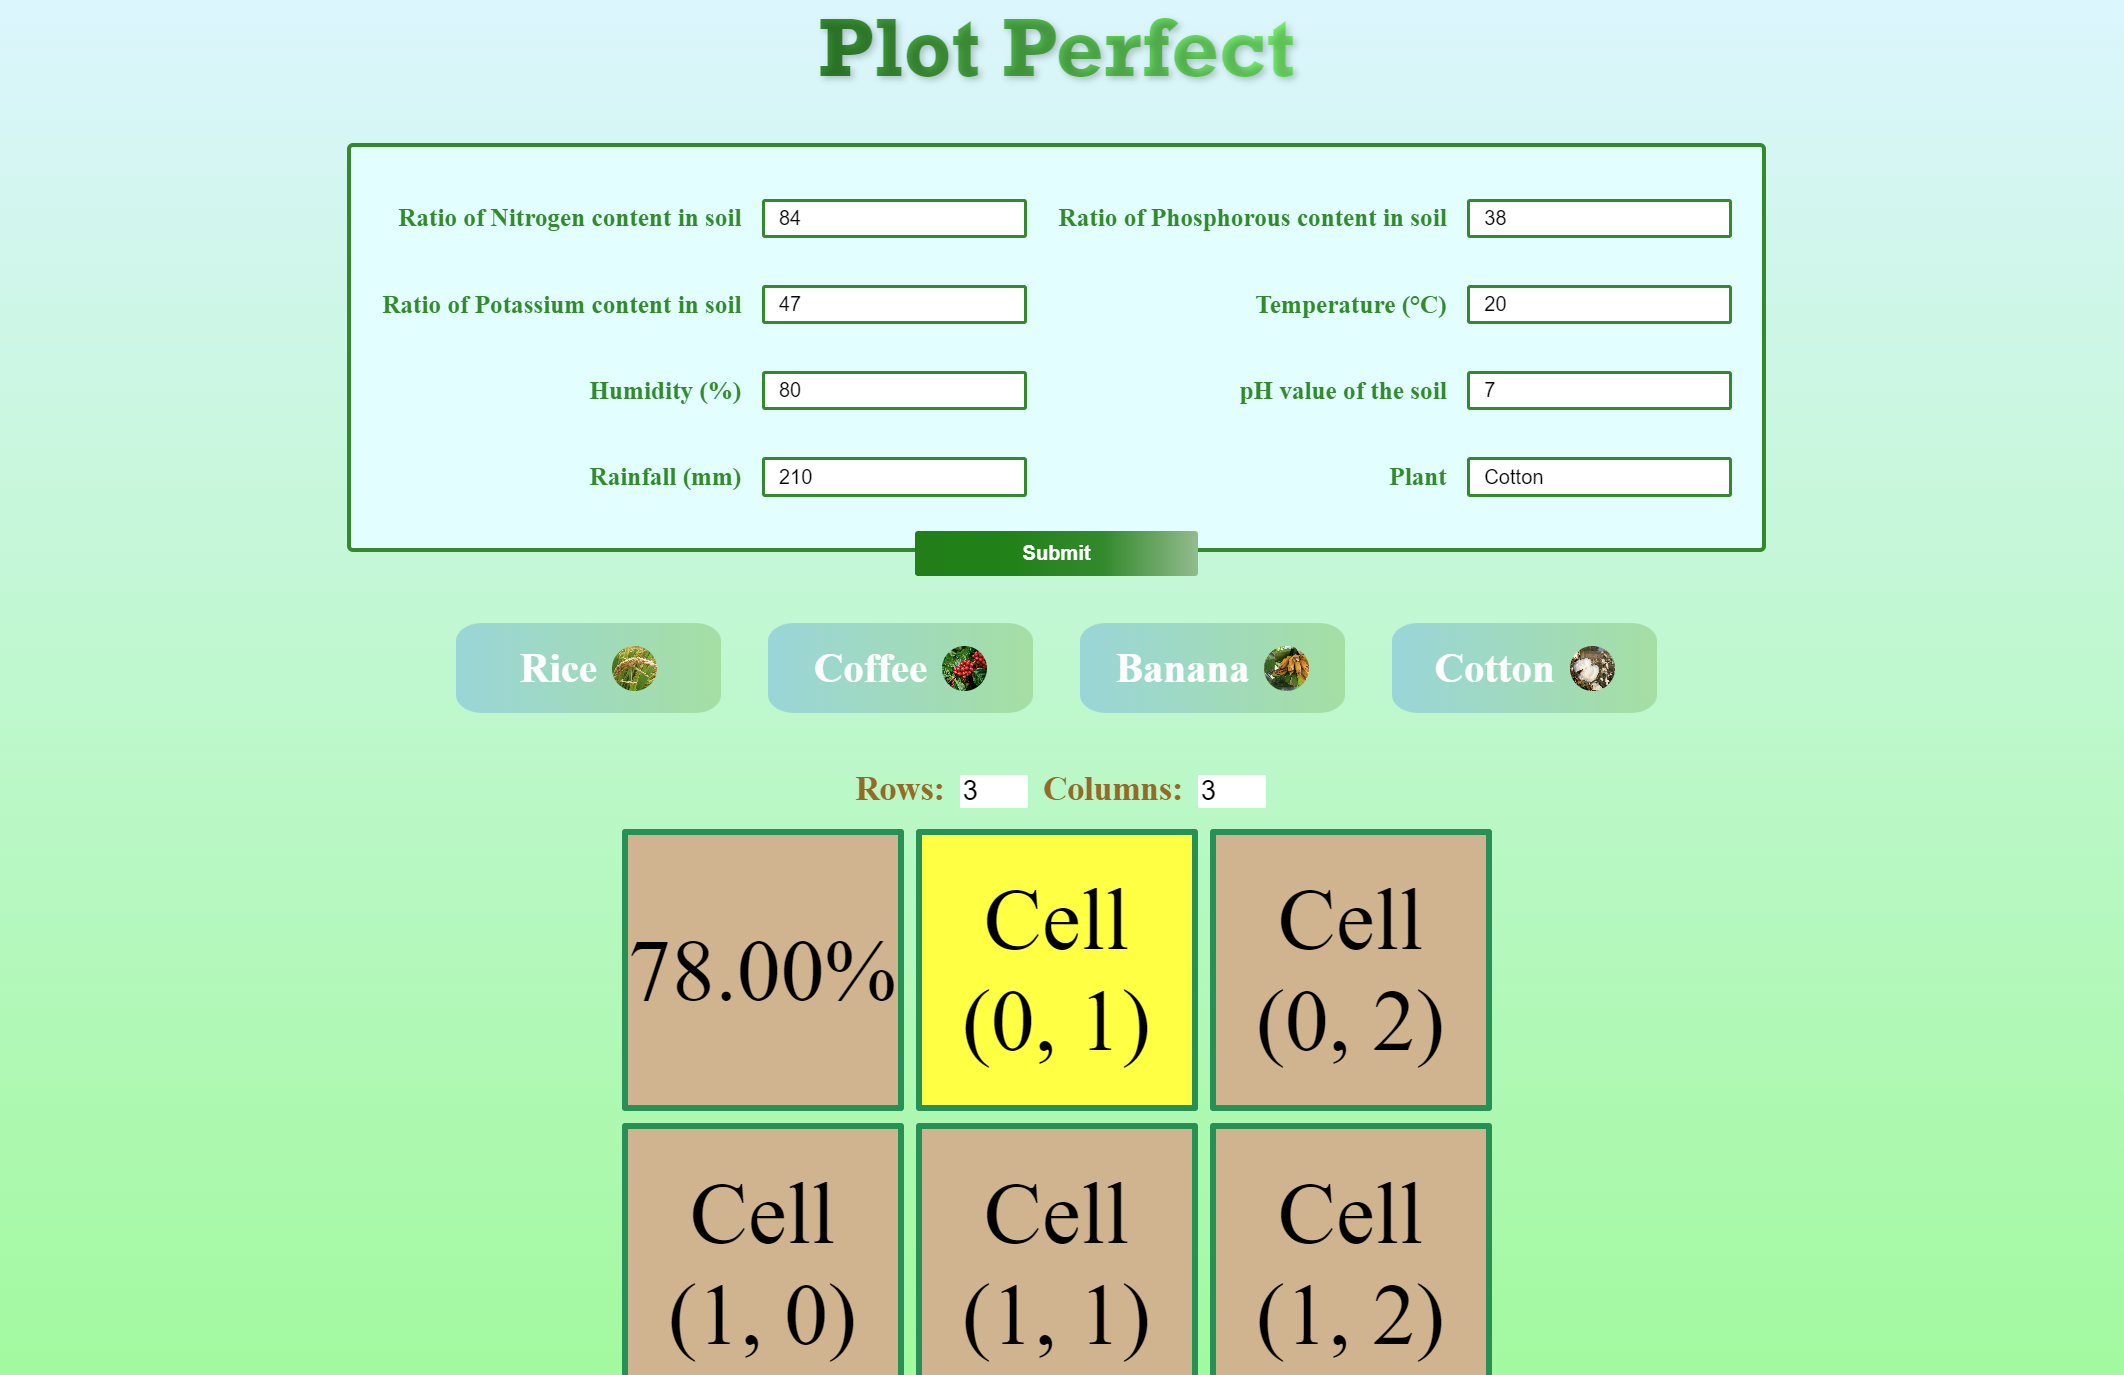 Plot Perfect
Ratio of Nitrogen content in soil 84 Ratio of Phosphorous content in soil 38
Ratio of Potassium content in soil 47 Temperature (°C) 20
Humidity (%) 80 pH value of the soil 7
Rainfall (mm) 210 Plant Cotton
Submit
Rice Coffee Banana Cotton
Rows: 3 Columns: 3
78.00%
Cell
(0, 1)
Cell
(0, 2)
Cell
(1, 0)
Cell
(1, 1)
Cell
(1, 2)